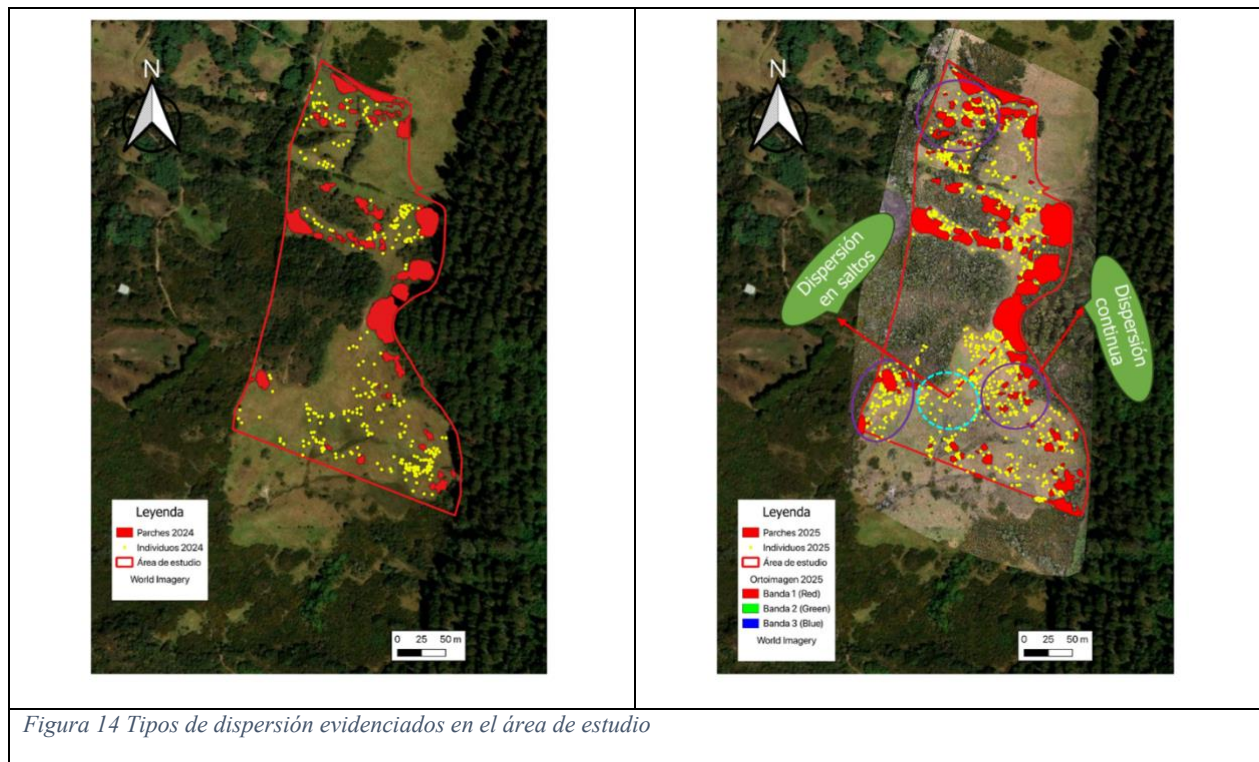 N
Leyenda
Parches 2024
Individuos 2024
Área de estudio
World Imagery
0 25 50 m
N
Dispersión
en saltos
Dispersión
continua
Leyenda
Parches 2025
Individuos 2025
Área de estudio
Ortoimagen 2025
Banda 1 (Red)
Banda 2 (Green)
Banda 3 (Blue)
World Imagery
0 25 50 m
Figura 14 Tipos de dispersión evidenciados en el área de estudio